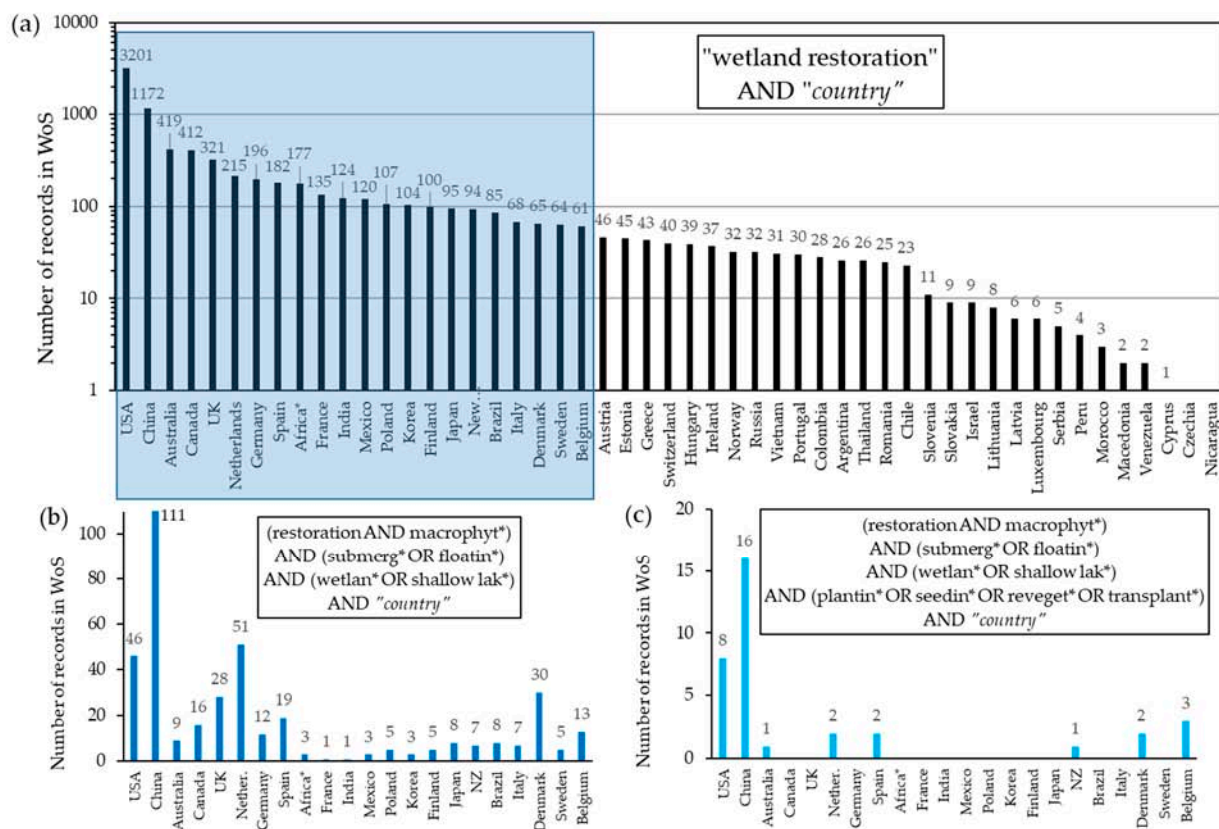 (a)
10000
1000
100
10
1
Number of records in WoS
"wetland restoration"
AND "country"
3201
1172
419
412
321
215
196
182
177
135
124
120
107
104
100
95
94
85
68
65
64
61
46
45
43
40
39
37
32
32
31
30
28
26
26
25
23
11
9
9
8
6
6
5
4
3
2
2
1
USA
China
Australia
Canada
UK
Netherlands
Germany
Spain
Africa*
France
India
Mexico
Poland
Korea
Finland
Japan
New...
Brazil
Italy
Denmark
Sweden
Belgium
Austria
Estonia
Greece
Switzerland
Hungary
Ireland
Norway
Russia
Vietnam
Portugal
Colombia
Argentina
Thailand
Romania
Chile
Slovenia
Slovakia
Israel
Lithuania
Latvia
Luxembourg
Serbia
Peru
Morocco
Macedonia
Venezuela
Cyprus
Czechia
Nicaragua
(b)
100
80
60
40
20
0
Number of records in WoS
(restoration AND macrophyt*)
AND (submerg* OR floatin*)
AND (wetlan* OR shallow lak*)
AND "country"
46
111
9
16
28
51
12
19
3
1
1
3
5
3
5
8
7
8
7
30
5
13
USA
China
Australia
Canada
UK
Nether.
Germany
Spain
Africa*
France
India
Mexico
Poland
Korea
Finland
Japan
NZ
Brazil
Italy
Denmark
Sweden
Belgium
(c)
20
15
10
5
0
Number of records in WoS
(restoration AND macrophyt*)
AND (submerg* OR floatin*)
AND (wetlan* OR shallow lak*)
AND (plantin* OR seedin* OR reveget* OR transplant*)
AND "country"
8
16
1
2
2
1
2
3
USA
China
Australia
Canada
UK
Nether.
Germany
Spain
Africa*
France
India
Mexico
Poland
Korea
Finland
Japan
NZ
Brazil
Italy
Denmark
Sweden
Belgium